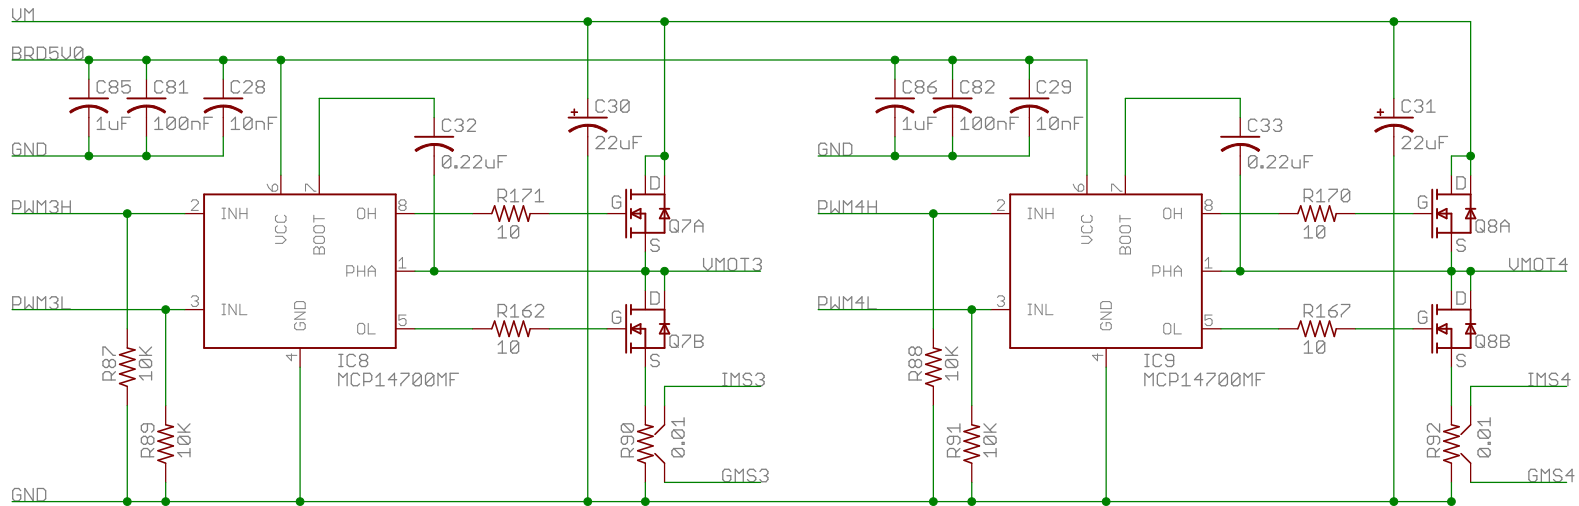 VM
BRD5V0
C85
C81
C28
1uF
100nF
10nF
GND
C32
0.22uF
+
C30
22uF
PWM3H
2
INH
6
VCC
7
BOOT
OH
8
R171
10
G
D
S
Q7A
PHA
1
VMOT3
PWM3L
3
INL
GND
4
OL
5
R162
10
G
D
S
Q7B
IC8
MCP14700MF
R87
10K
R89
10K
IMS3
R90
0.01
GMS3
GND
C86
C82
C29
1uF
100nF
10nF
GND
C33
0.22uF
+
C31
22uF
PWM4H
2
INH
6
VCC
7
BOOT
OH
8
R170
10
G
D
S
Q8A
PHA
1
VMOT4
PWM4L
3
INL
GND
4
OL
5
R167
10
G
D
S
Q8B
IC9
MCP14700MF
R88
10K
R91
10K
IMS4
R92
0.01
GMS4